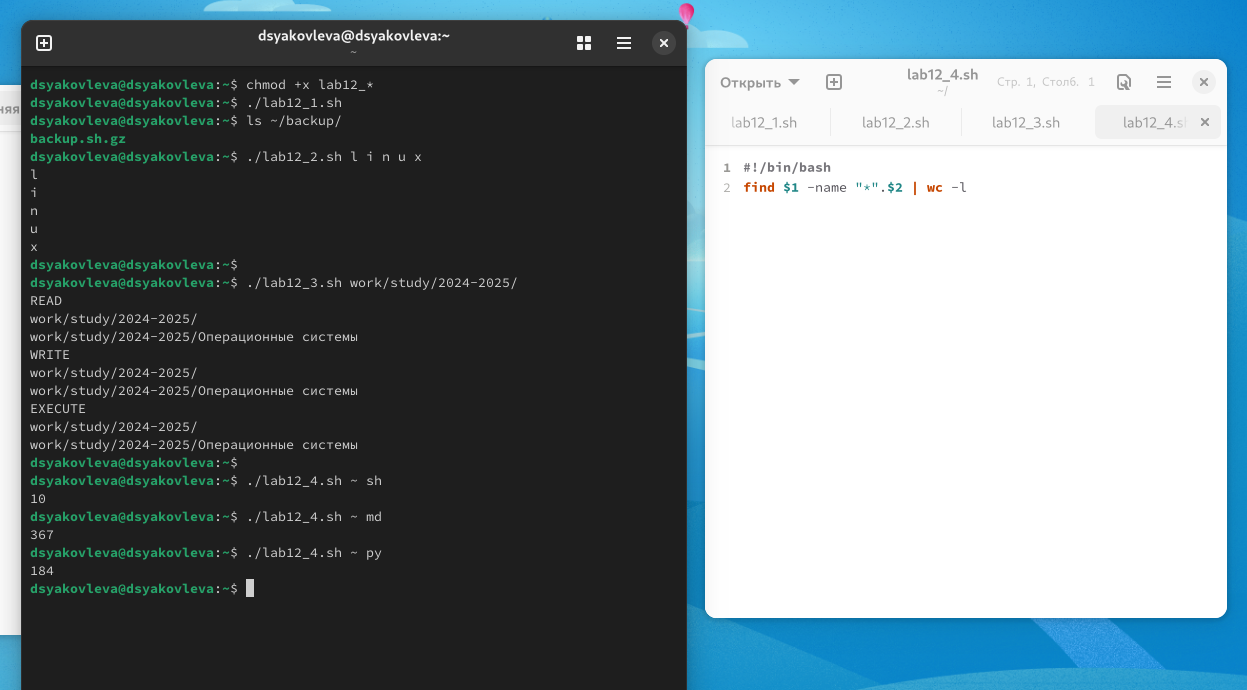 dsyakovleva@dsyakovleva:~
~
dsyakovleva@dsyakovleva:~$ chmod +x lab12_*
dsyakovleva@dsyakovleva:~$ ./lab12_1.sh
dsyakovleva@dsyakovleva:~$ ls ~/backup/
backup.sh.gz
dsyakovleva@dsyakovleva:~$ ./lab12_2.sh l i n u x
l
i
n
u
x
dsyakovleva@dsyakovleva:~$
dsyakovleva@dsyakovleva:~$ ./lab12_3.sh work/study/2024-2025/
READ
work/study/2024-2025/
work/study/2024-2025/Операционные системы
WRITE
work/study/2024-2025/
work/study/2024-2025/Операционные системы
EXECUTE
work/study/2024-2025/
work/study/2024-2025/Операционные системы
dsyakovleva@dsyakovleva:~$
dsyakovleva@dsyakovleva:~$ ./lab12_4.sh ~ sh
10
dsyakovleva@dsyakovleva:~$ ./lab12_4.sh ~ md
367
dsyakovleva@dsyakovleva:~$ ./lab12_4.sh ~ py
184
dsyakovleva@dsyakovleva:~$
Открыть lab12_4.sh Стр. 1, Столб. 1
~/
lab12_1.sh lab12_2.sh lab12_3.sh lab12_4.sh
1 #!/bin/bash
2 find $1 -name "*".$2 | wc -l